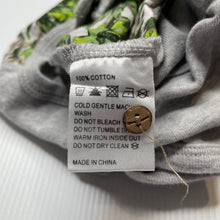 100% COTTON
COLD GENTLE MAC
WASH
DO NOT BLEACH
DO NOT TUMBLE D
WARM IRON INSIDE OUT
DO NOT DRY CLEAN
MADE IN CHINA